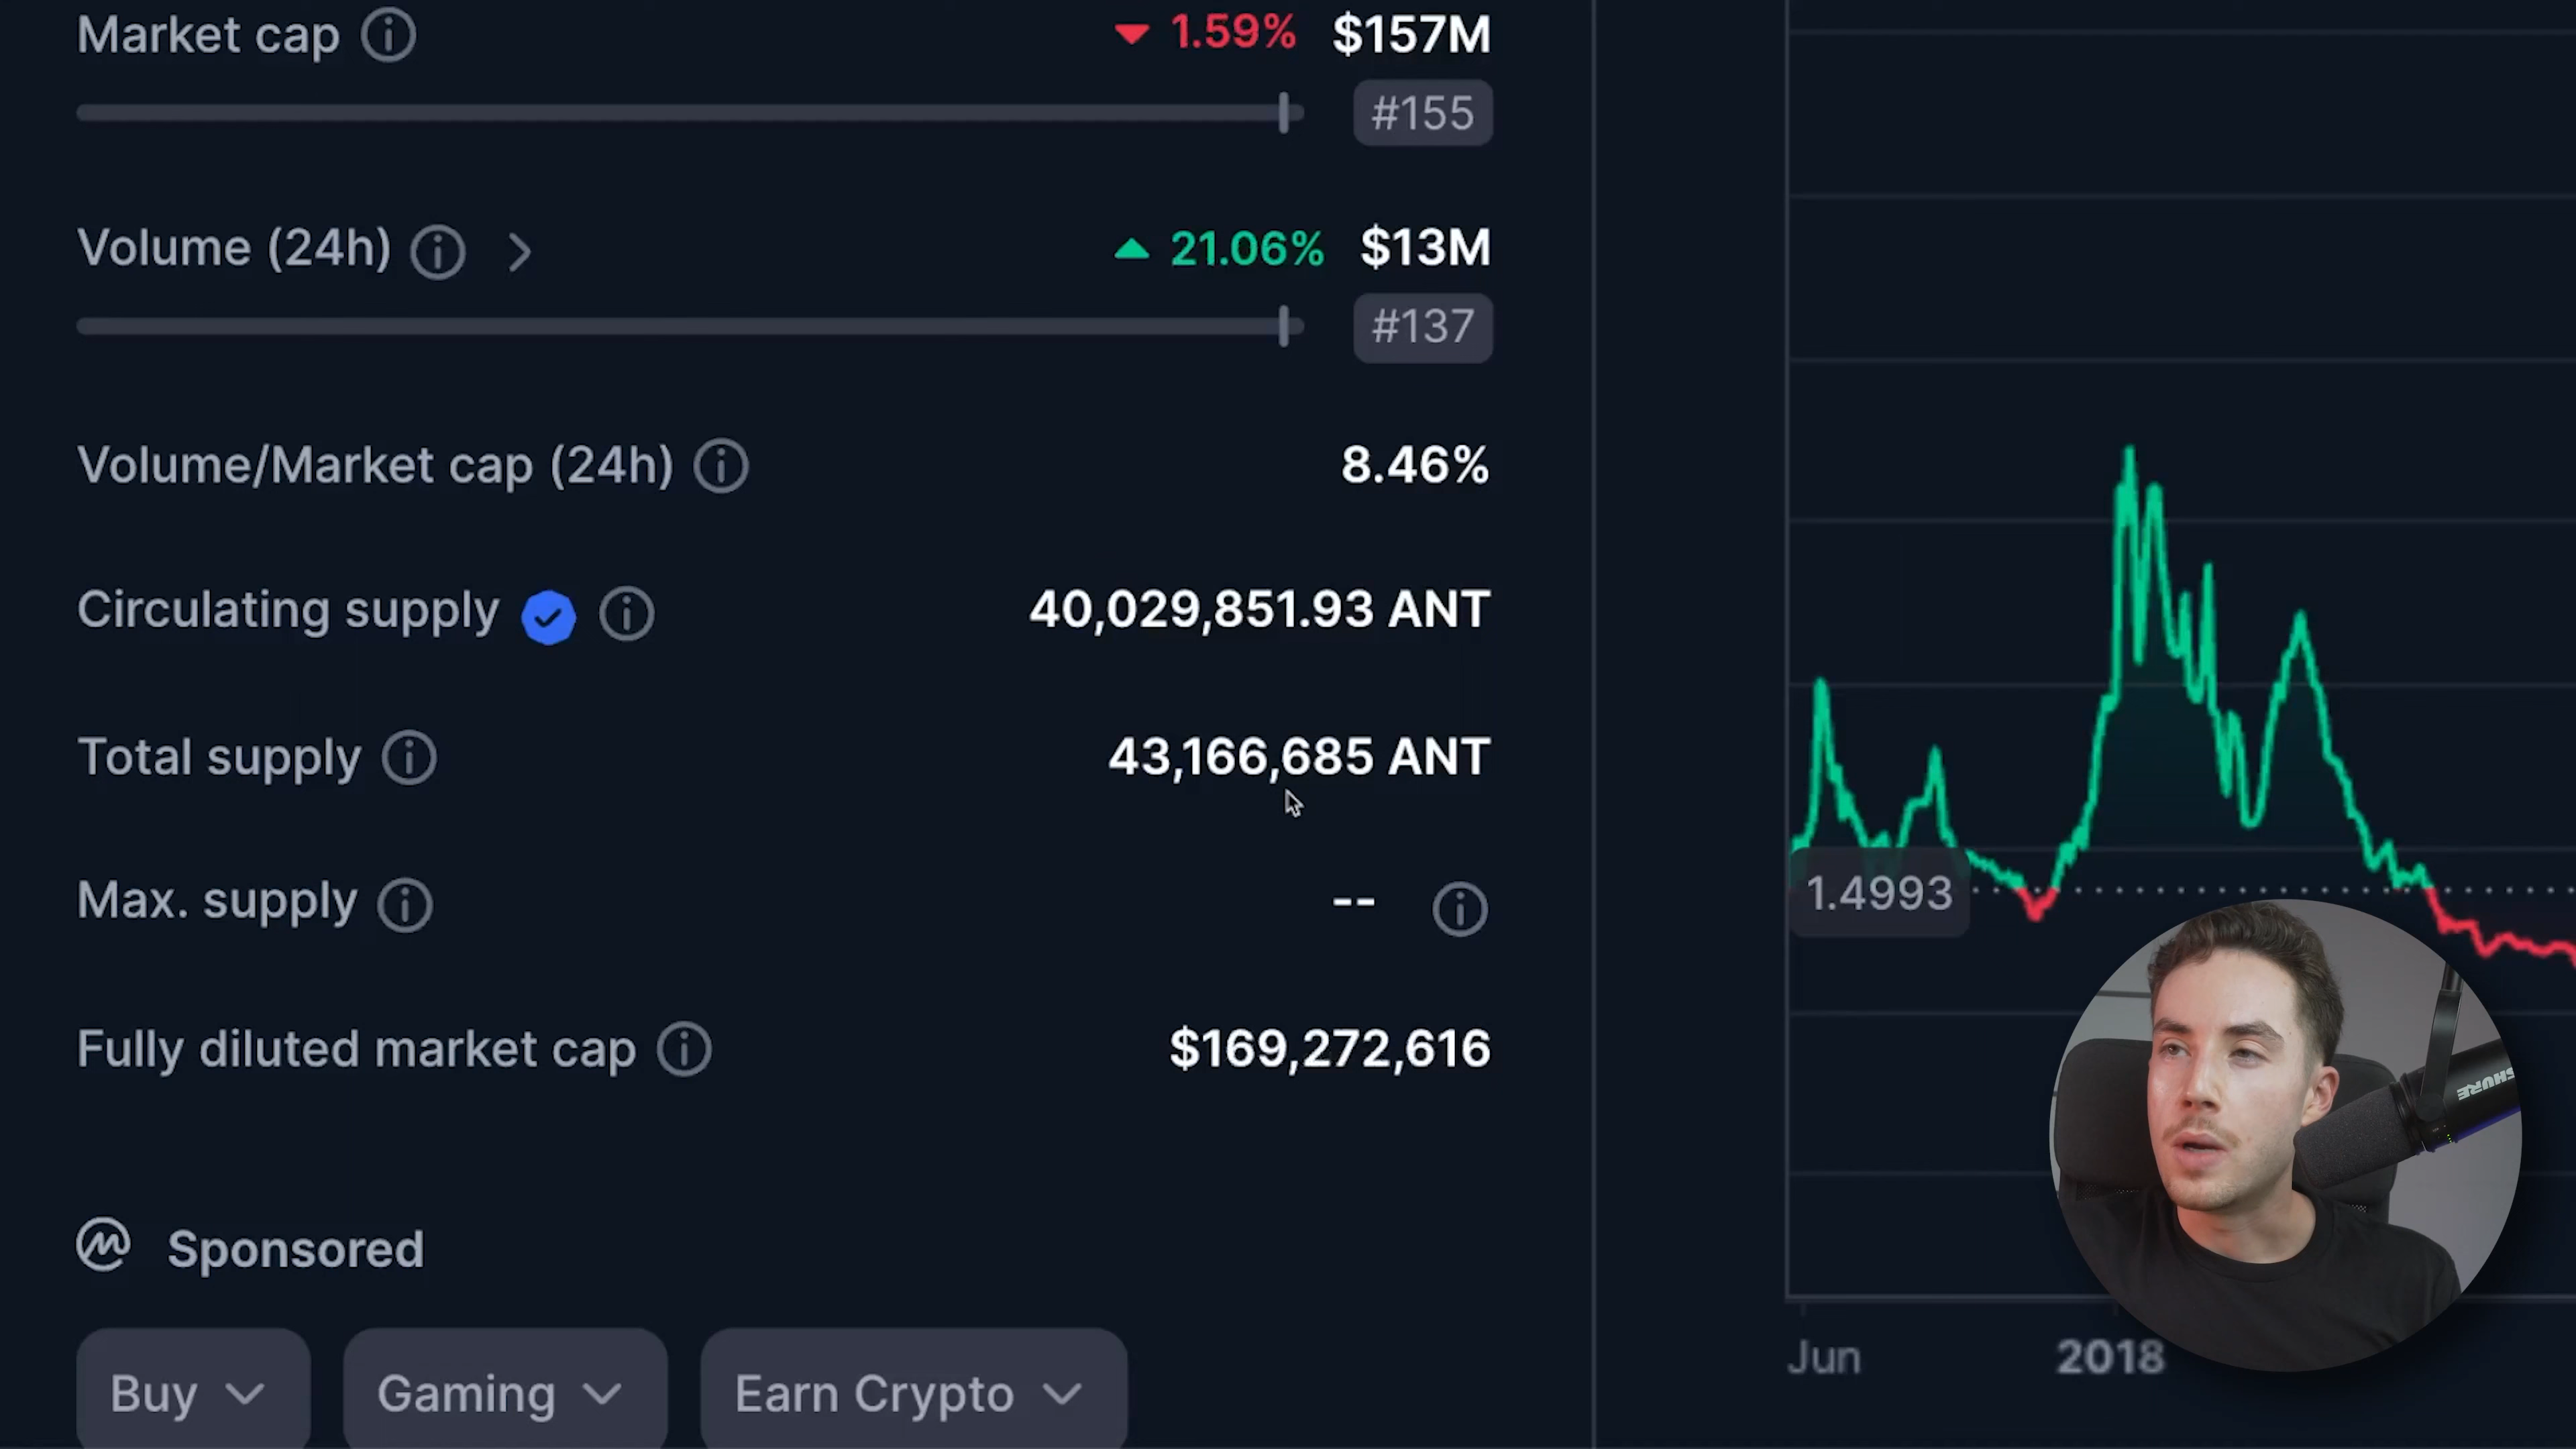 Market cap 1.59% $157M
#155
Volume (24h) 21.06% $13M
#137
Volume/Market cap (24h) 8.46%
Circulating supply 40,029,851.93 ANT
Total supply 43,166,685 ANT
Max. supply --
Fully diluted market cap $169,272,616
Sponsored
Buy Gaming Earn Crypto
1.4993
Jun 2018
SHURE